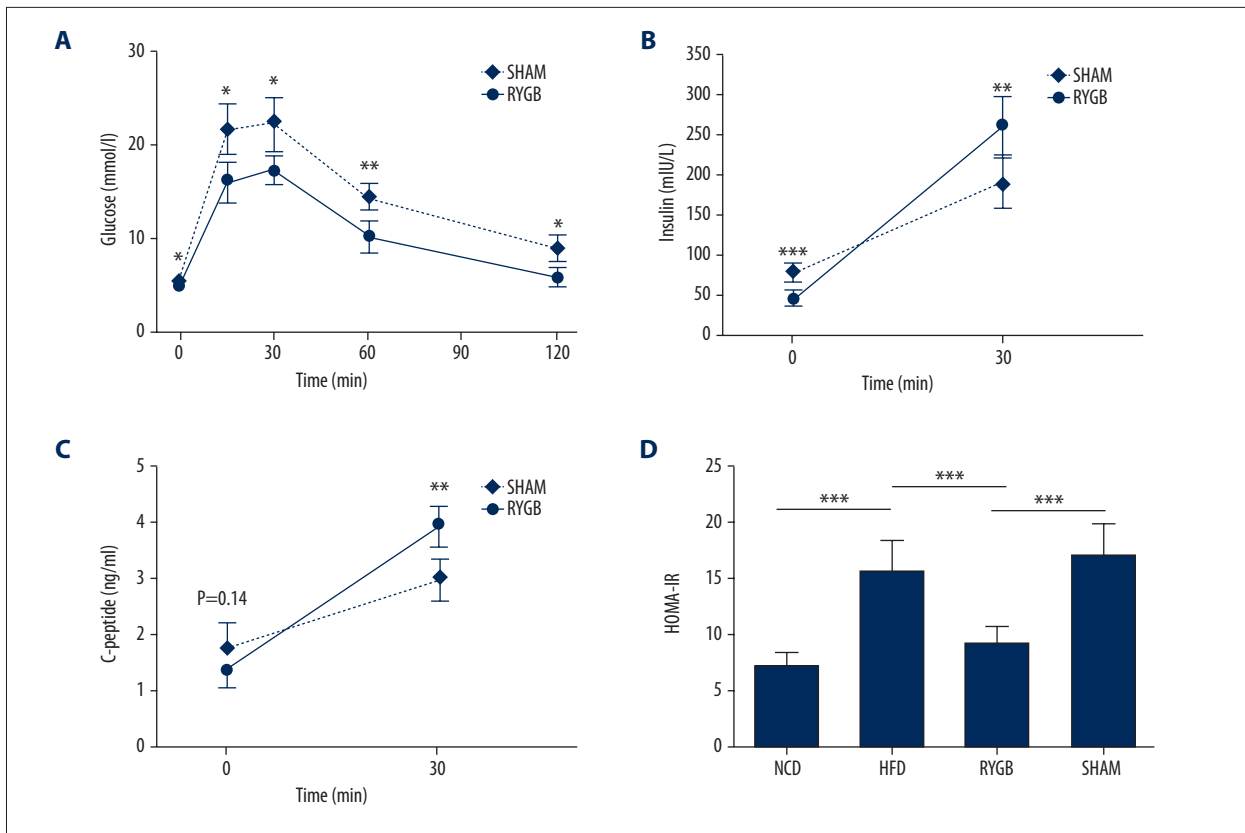 A
30
20
10
0
Glucose (mmol/l)
*
*
*
**
*
SHAM
RYGB
0
30
60
90
120
Time (min)
B
350
300
250
200
150
100
50
0
Insulin (mIU/L)
***
**
SHAM
RYGB
0
30
Time (min)
C
5
4
3
2
1
0
C-peptide (ng/ml)
P=0.14
**
SHAM
RYGB
0
30
Time (min)
D
25
20
15
10
5
0
HOMA-IR
***
***
***
NCD
HFD
RYGB
SHAM